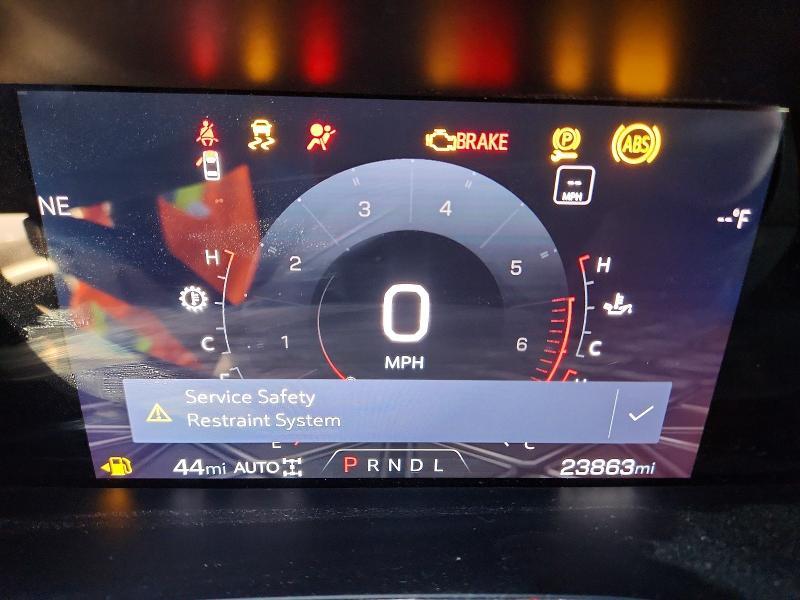 BRAKE
P
ABS
NE
--
MPH
--°F
3 4
2 5
1 6
H
C
H
C
0
MPH
Service Safety
Restraint System
E
C
44mi AUTO
PRNDL
23863mi